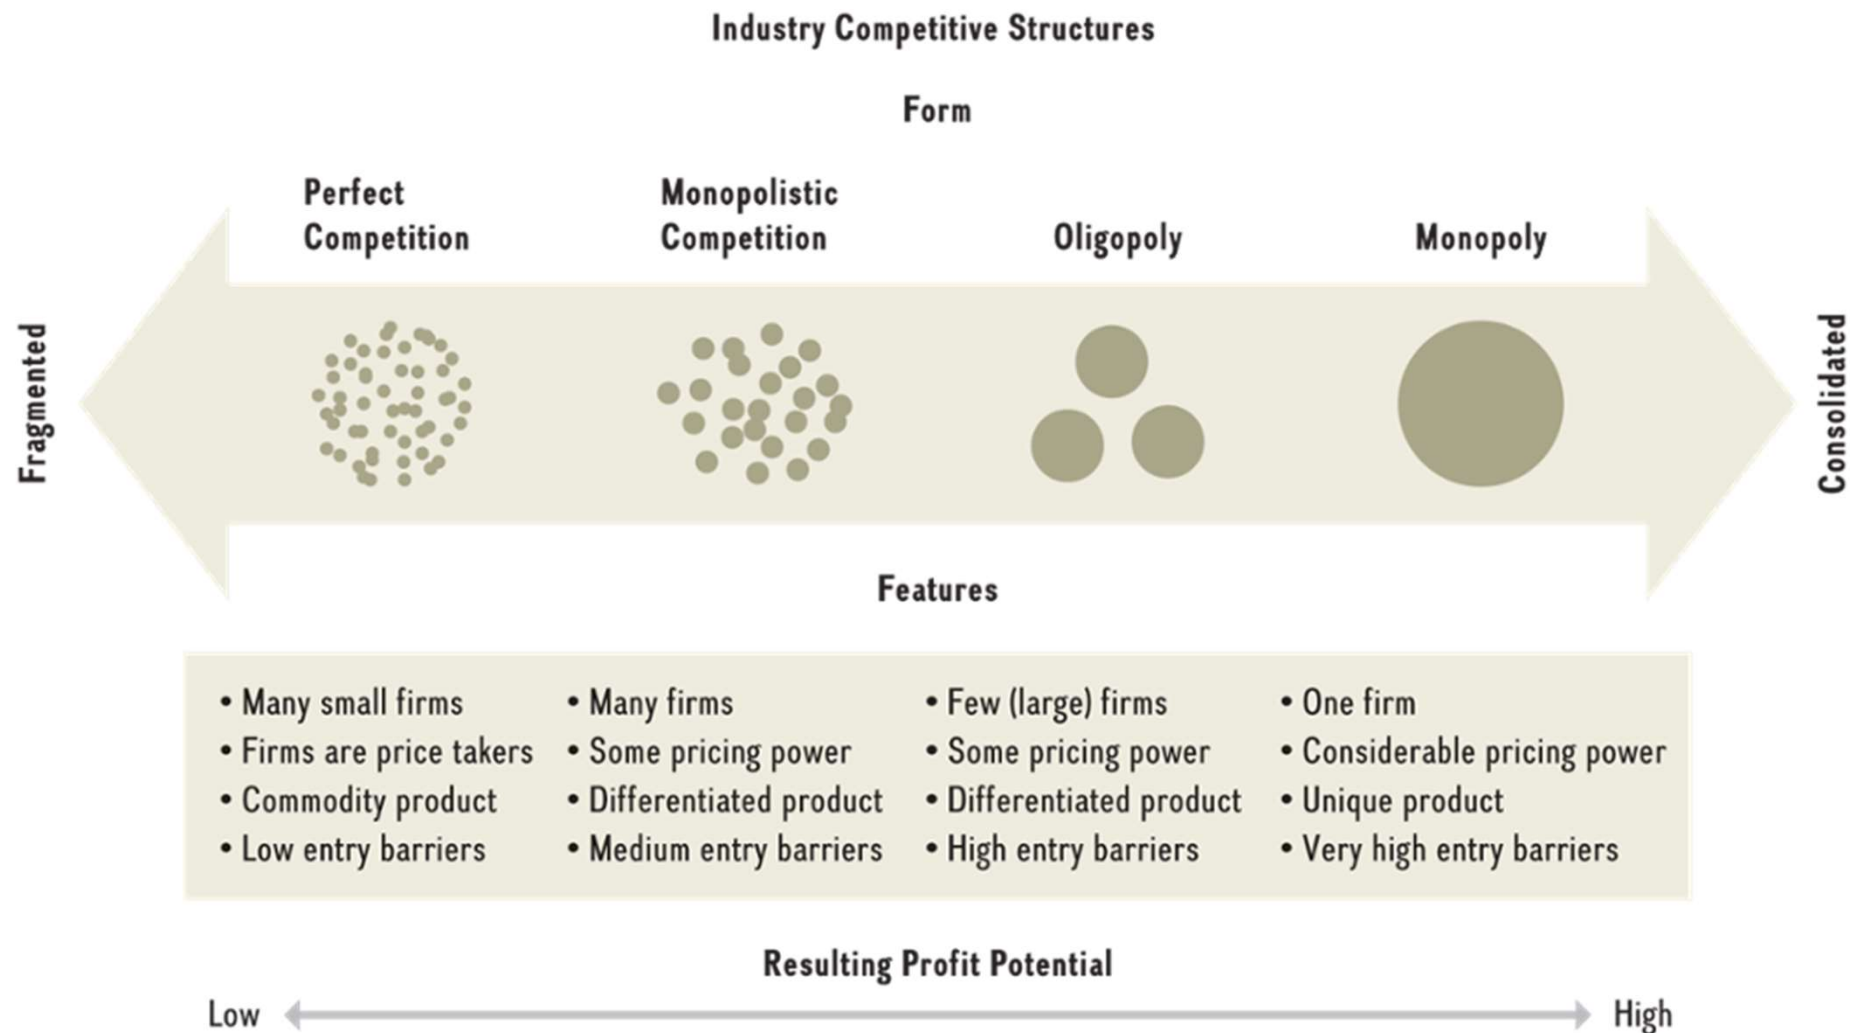 Industry Competitive Structures
Form
Perfect
Competition
Monopolistic
Competition
Oligopoly
Monopoly
Fragmented
Consolidated
Features
• Many small firms
• Firms are price takers
• Commodity product
• Low entry barriers
• Many firms
• Some pricing power
• Differentiated product
• Medium entry barriers
• Few (large) firms
• Some pricing power
• Differentiated product
• High entry barriers
• One firm
• Considerable pricing power
• Unique product
• Very high entry barriers
Resulting Profit Potential
Low
High